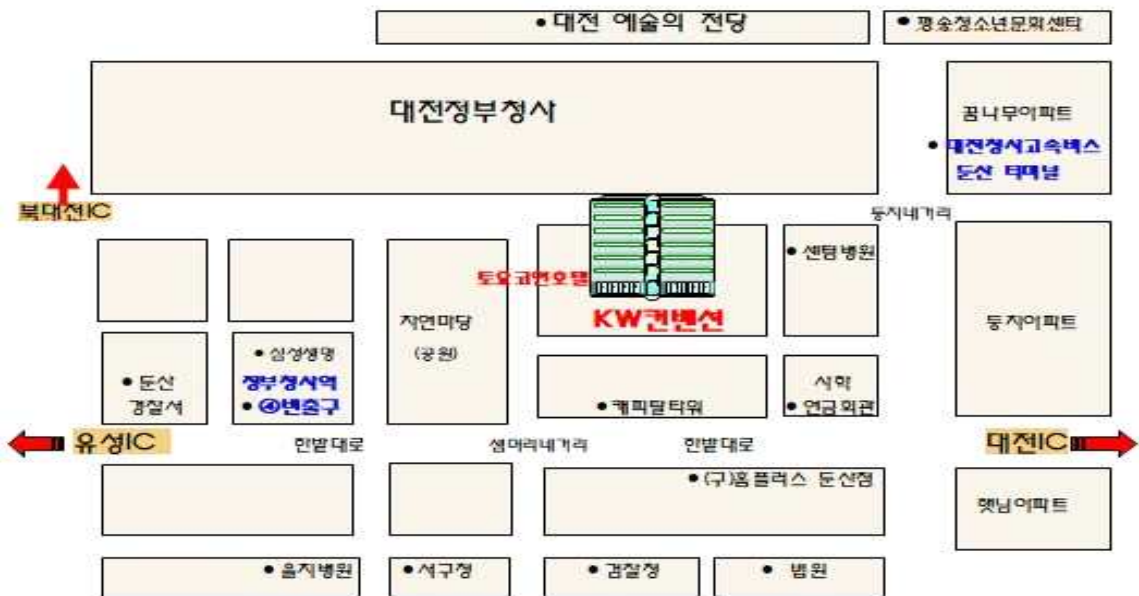 • 대전 예술의 전당
• 평송청소년문화센타
대전정부청사
꿈나무아파트
• 대전청사고속버스
둔산 터미널
북대전IC
둥지네거리
• 센텀병원
토요코인호텔
KW컨벤션
자연마당
(공원)
둥지아파트
• 삼성생명
정부청사역
• ④번출구
• 둔산
경찰서
• 캐피탈타워
사학
• 연금회관
유성IC
한밭대로
샘머리네거리
한밭대로
대전IC
• (구)홈플러스 둔산점
햇님아파트
• 을지병원
• 서구청
• 검찰청
• 법원